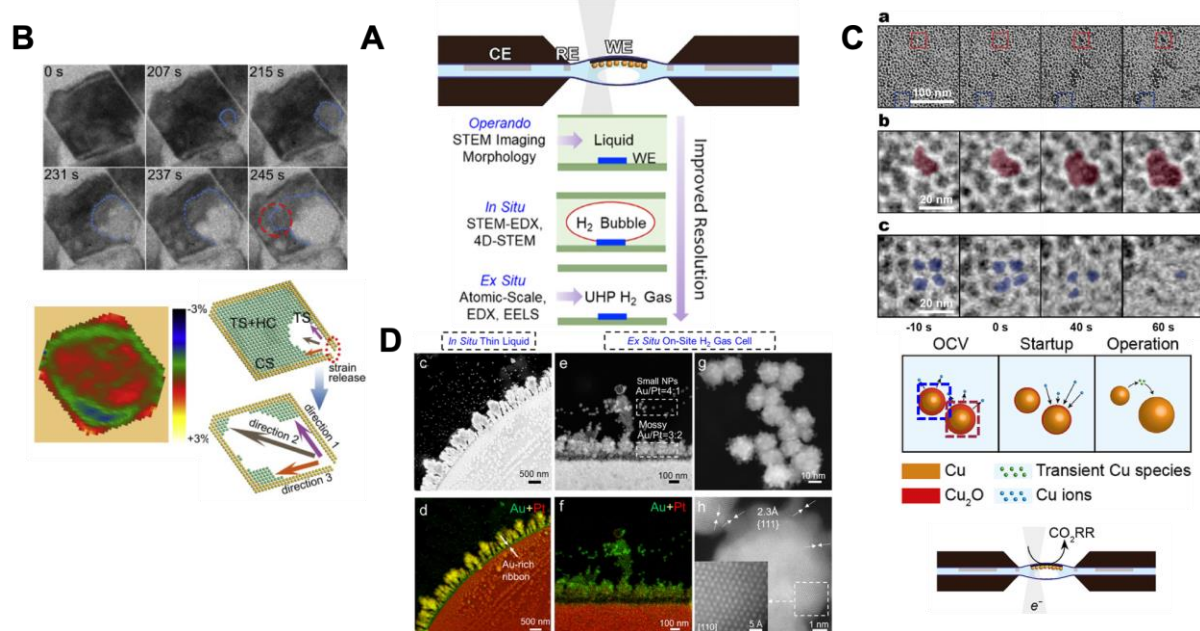 B
0 s
207 s
215 s
231 s
237 s
245 s
-3%
+3%
TS+HC
TS
CS
strain
release
direction 1
direction 2
direction 3
A
CE
RE
WE
Operando
STEM Imaging
Morphology
Liquid
WE
In Situ
STEM-EDX,
4D-STEM
H₂ Bubble
Ex Situ
Atomic-Scale,
EDX, EELS
UHP H₂ Gas
Improved Resolution
D
In Situ Thin Liquid
Ex Situ On-Site H₂ Gas Cell
c
500 nm
e
Small NPs
Au/Pt=4:1
Mossy
Au/Pt=3:2
100 nm
g
10 nm
d
Au+Pt
Au-rich
ribbon
500 nm
f
Au+Pt
100 nm
h
2.3Å
{111}
[110]
5 Å
1 nm
C
a
100 nm
b
20 nm
c
20 nm
-10 s
0 s
40 s
60 s
OCV
Startup
Operation
Cu
Transient Cu species
Cu₂O
Cu ions
CO₂RR
e⁻